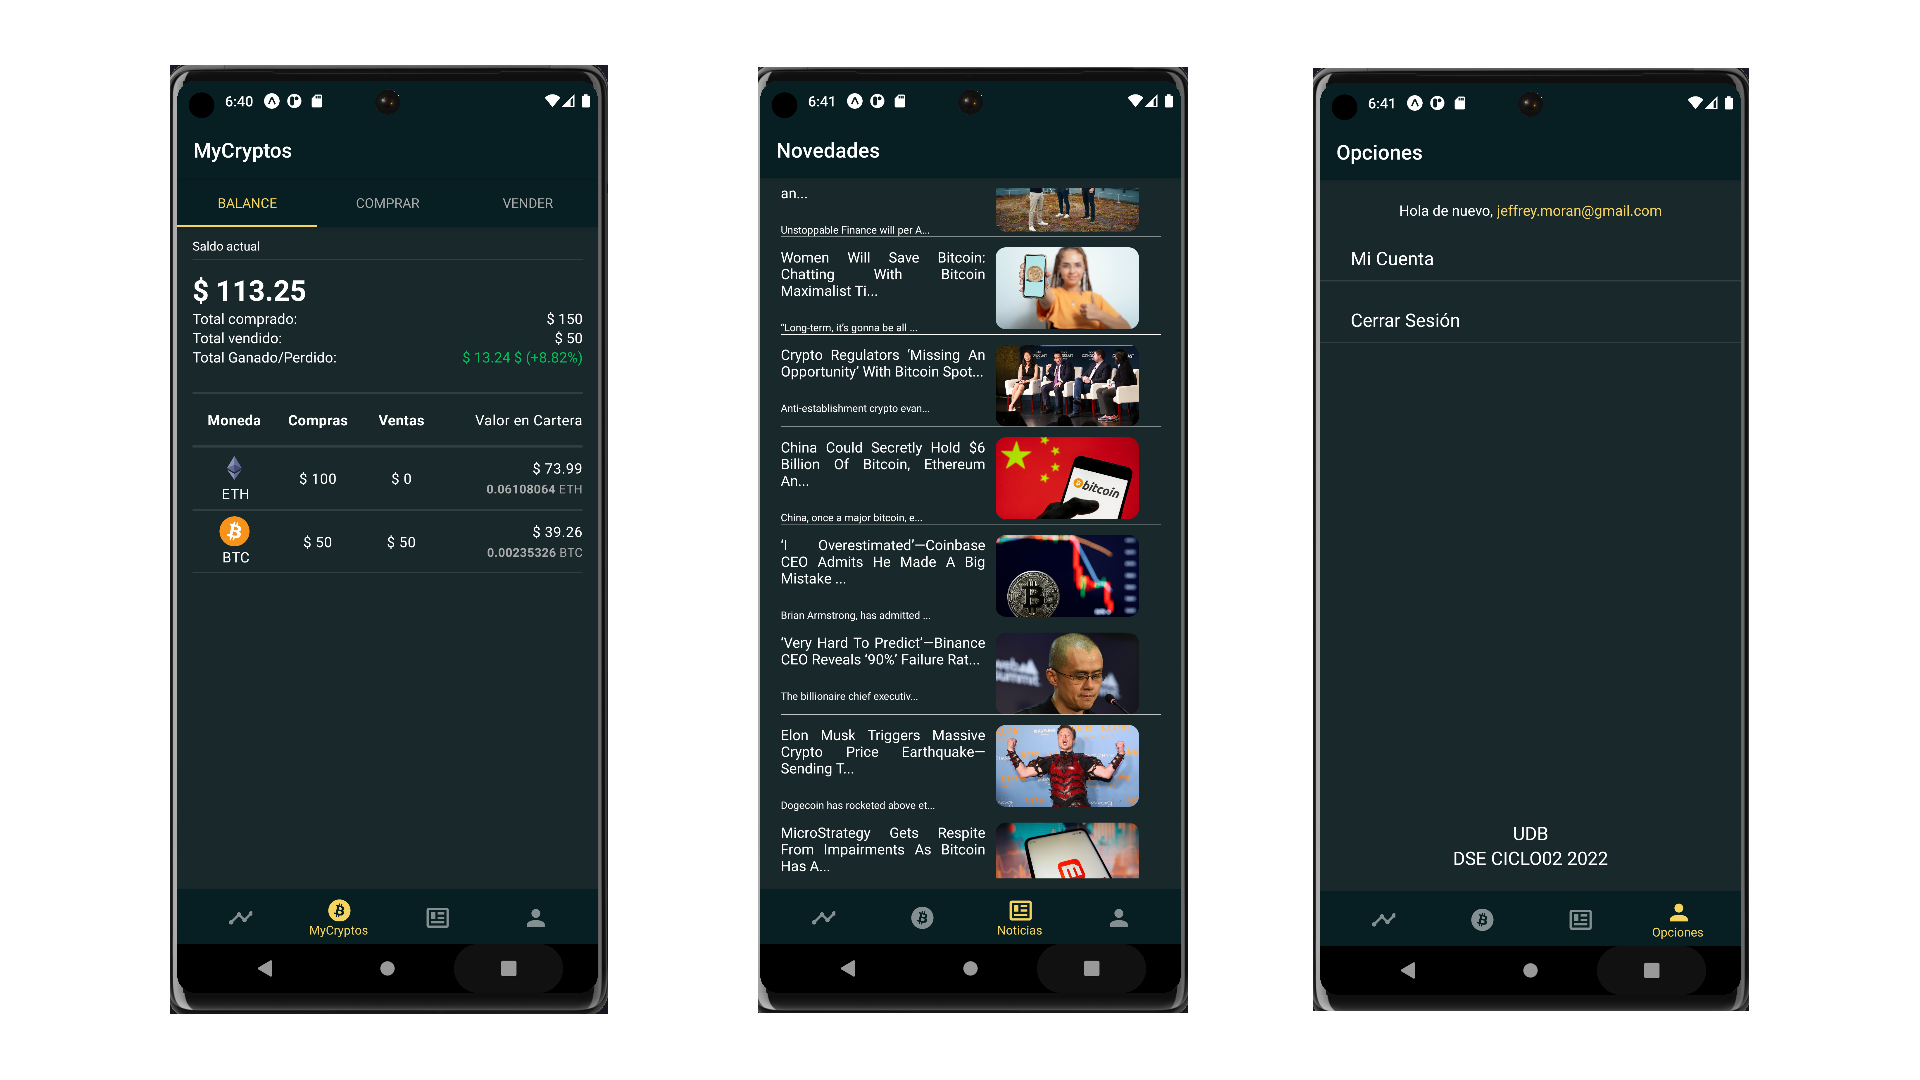 6:40
MyCryptos
BALANCE COMPRAR VENDER
Saldo actual
$ 113.25
Total comprado: $ 150
Total vendido: $ 50
Total Ganado/Perdido: $ 13.24 $ (+8.82%)
Moneda Compras Ventas Valor en Cartera
ETH $ 100 $ 0 $ 73.99
0.06108064 ETH
BTC $ 50 $ 50 $ 39.26
0.00235326 BTC
MyCryptos
6:41
Novedades
an...
Unstoppable Finance will per A...
Women Will Save Bitcoin:
Chatting With Bitcoin
Maximalist Ti...
“Long-term, it’s gonna be all ...
Crypto Regulators ‘Missing An
Opportunity’ With Bitcoin Spot...
Anti-establishment crypto evan...
China Could Secretly Hold $6
Billion Of Bitcoin, Ethereum
An...
China, once a major bitcoin, e...
bitcoin
‘I Overestimated’—Coinbase
CEO Admits He Made A Big
Mistake ...
Brian Armstrong, has admitted ...
‘Very Hard To Predict’—Binance
CEO Reveals ‘90%’ Failure Rat...
The billionaire chief executiv...
Elon Musk Triggers Massive
Crypto Price Earthquake—
Sending T...
Dogecoin has rocketed above et...
MicroStrategy Gets Respite
From Impairments As Bitcoin
Has A...
Noticias
6:41
Opciones
Hola de nuevo, jeffrey.moran@gmail.com
Mi Cuenta
Cerrar Sesión
UDB
DSE CICLO02 2022
Opciones